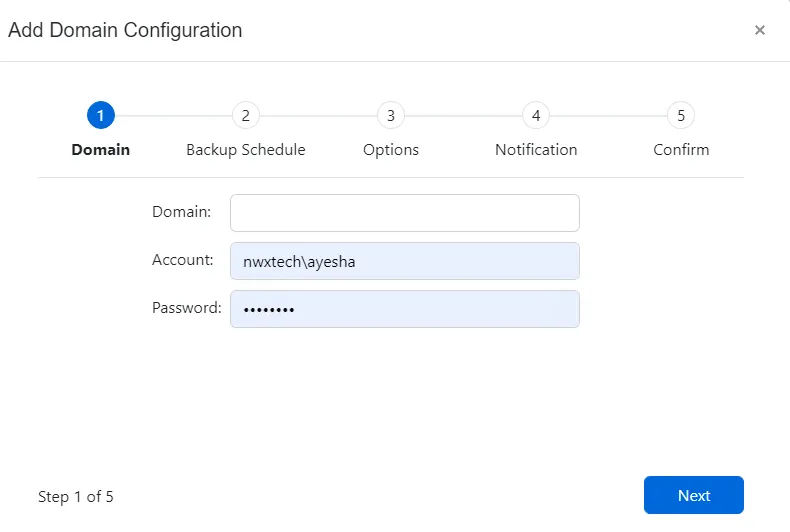 Add Domain Configuration ×
1 2 3 4 5
Domain Backup Schedule Options Notification Confirm
Domain:
Account: nwxtech\ayesha
Password: ••••••••
Step 1 of 5 Next